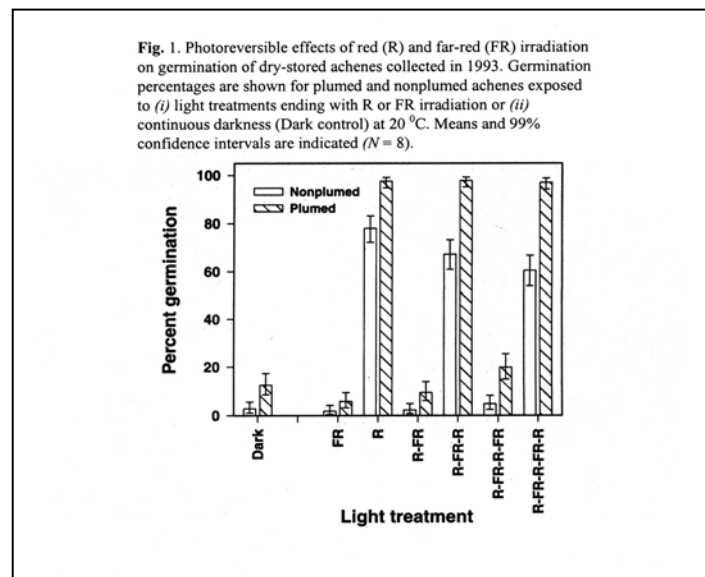 Fig. 1. Photoreversible effects of red (R) and far-red (FR) irradiation
on germination of dry-stored achenes collected in 1993. Germination
percentages are shown for plumed and nonplumed achenes exposed
to (i) light treatments ending with R or FR irradiation or (ii)
continuous darkness (Dark control) at 20 ⁰C. Means and 99%
confidence intervals are indicated (N = 8).
100
80
60
40
20
0
Percent germination
Nonplumed
Plumed
Dark
FR
R
R-FR
R-FR-R
R-FR-R-FR
R-FR-R-FR-R
Light treatment